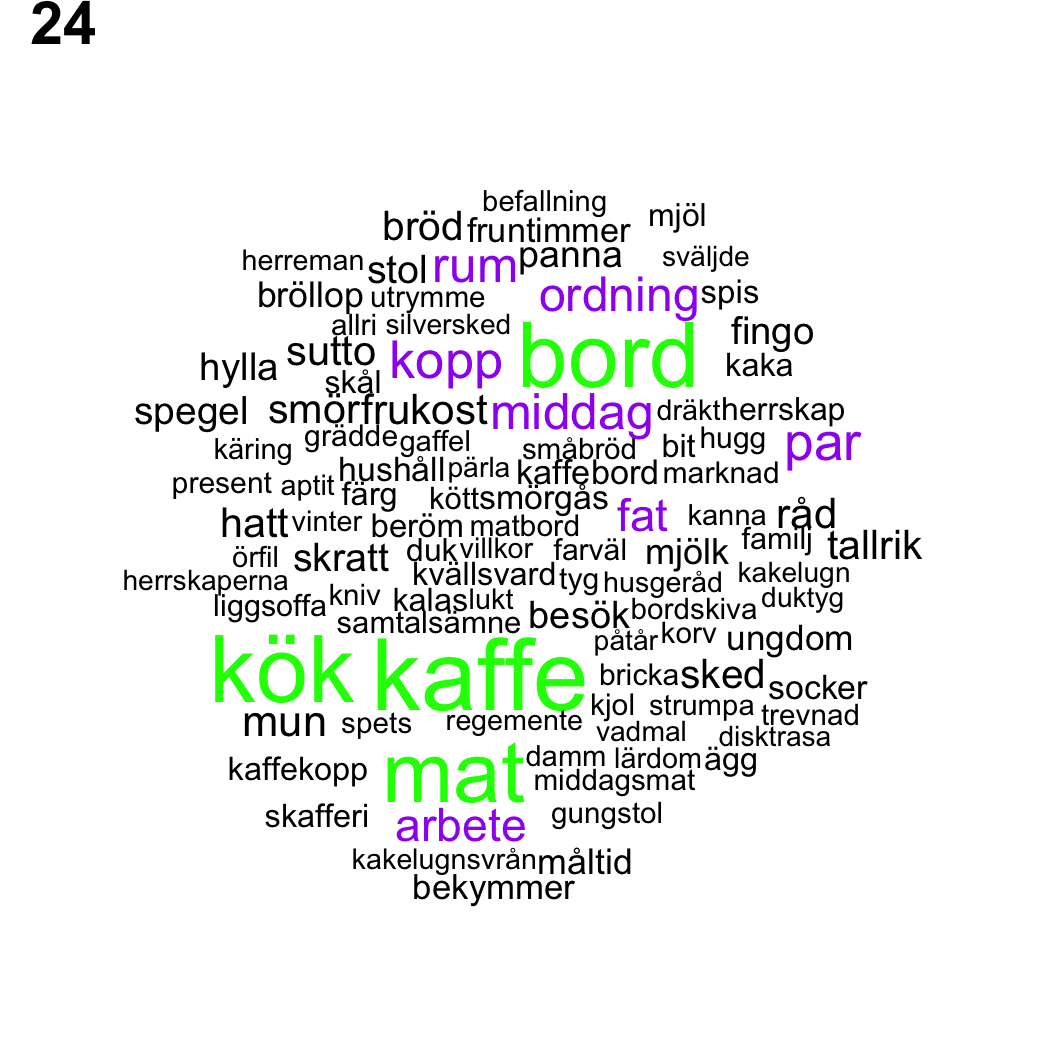 24
befallning
bröd fruntimmer mjöl
herreman stol rum panna sväljde
bröllop utrymme ordning spis
allri silversked bord fingo
hylla sutto kopp kaka
skål
spegel smör frukost middag dräkt herrskap
käring grädde gaffel småbröd bit hugg par
present aptit hushåll pärla kaffebord marknad
färg kött smörgås
hatt vinter beröm matbord fat kanna råd
örfil skratt duk villkor farväl mjölk familj tallrik
herrskaperna kvällsvard tyg husgeråd kakelugn
liggsoffa kniv kalas lukt besök bordskiva duktyg
samtalsämne
kök kaffe påtår korv ungdom
bricka sked socker
mun spets regemente kjol strumpa trevnad
vadmal disktrasa
kaffekopp mat damm lärdom ägg
middagsmat
skafferi arbete gungstol
kakelugnsvrån måltid
bekymmer